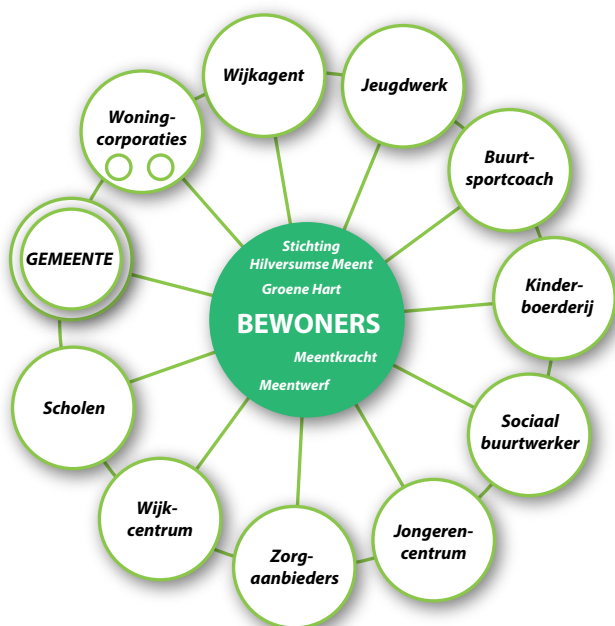 Wijkagent
Jeugdwerk
Woning-
corporaties
Buurt-
sportcoach
GEMEENTE
Stichting
Hilversumse Meent
Groene Hart
BEWONERS
Meentkracht
Meentwerf
Kinder-
boerderij
Scholen
Sociaal
buurtwerker
Wijk-
centrum
Zorg-
aanbieders
Jongeren-
centrum